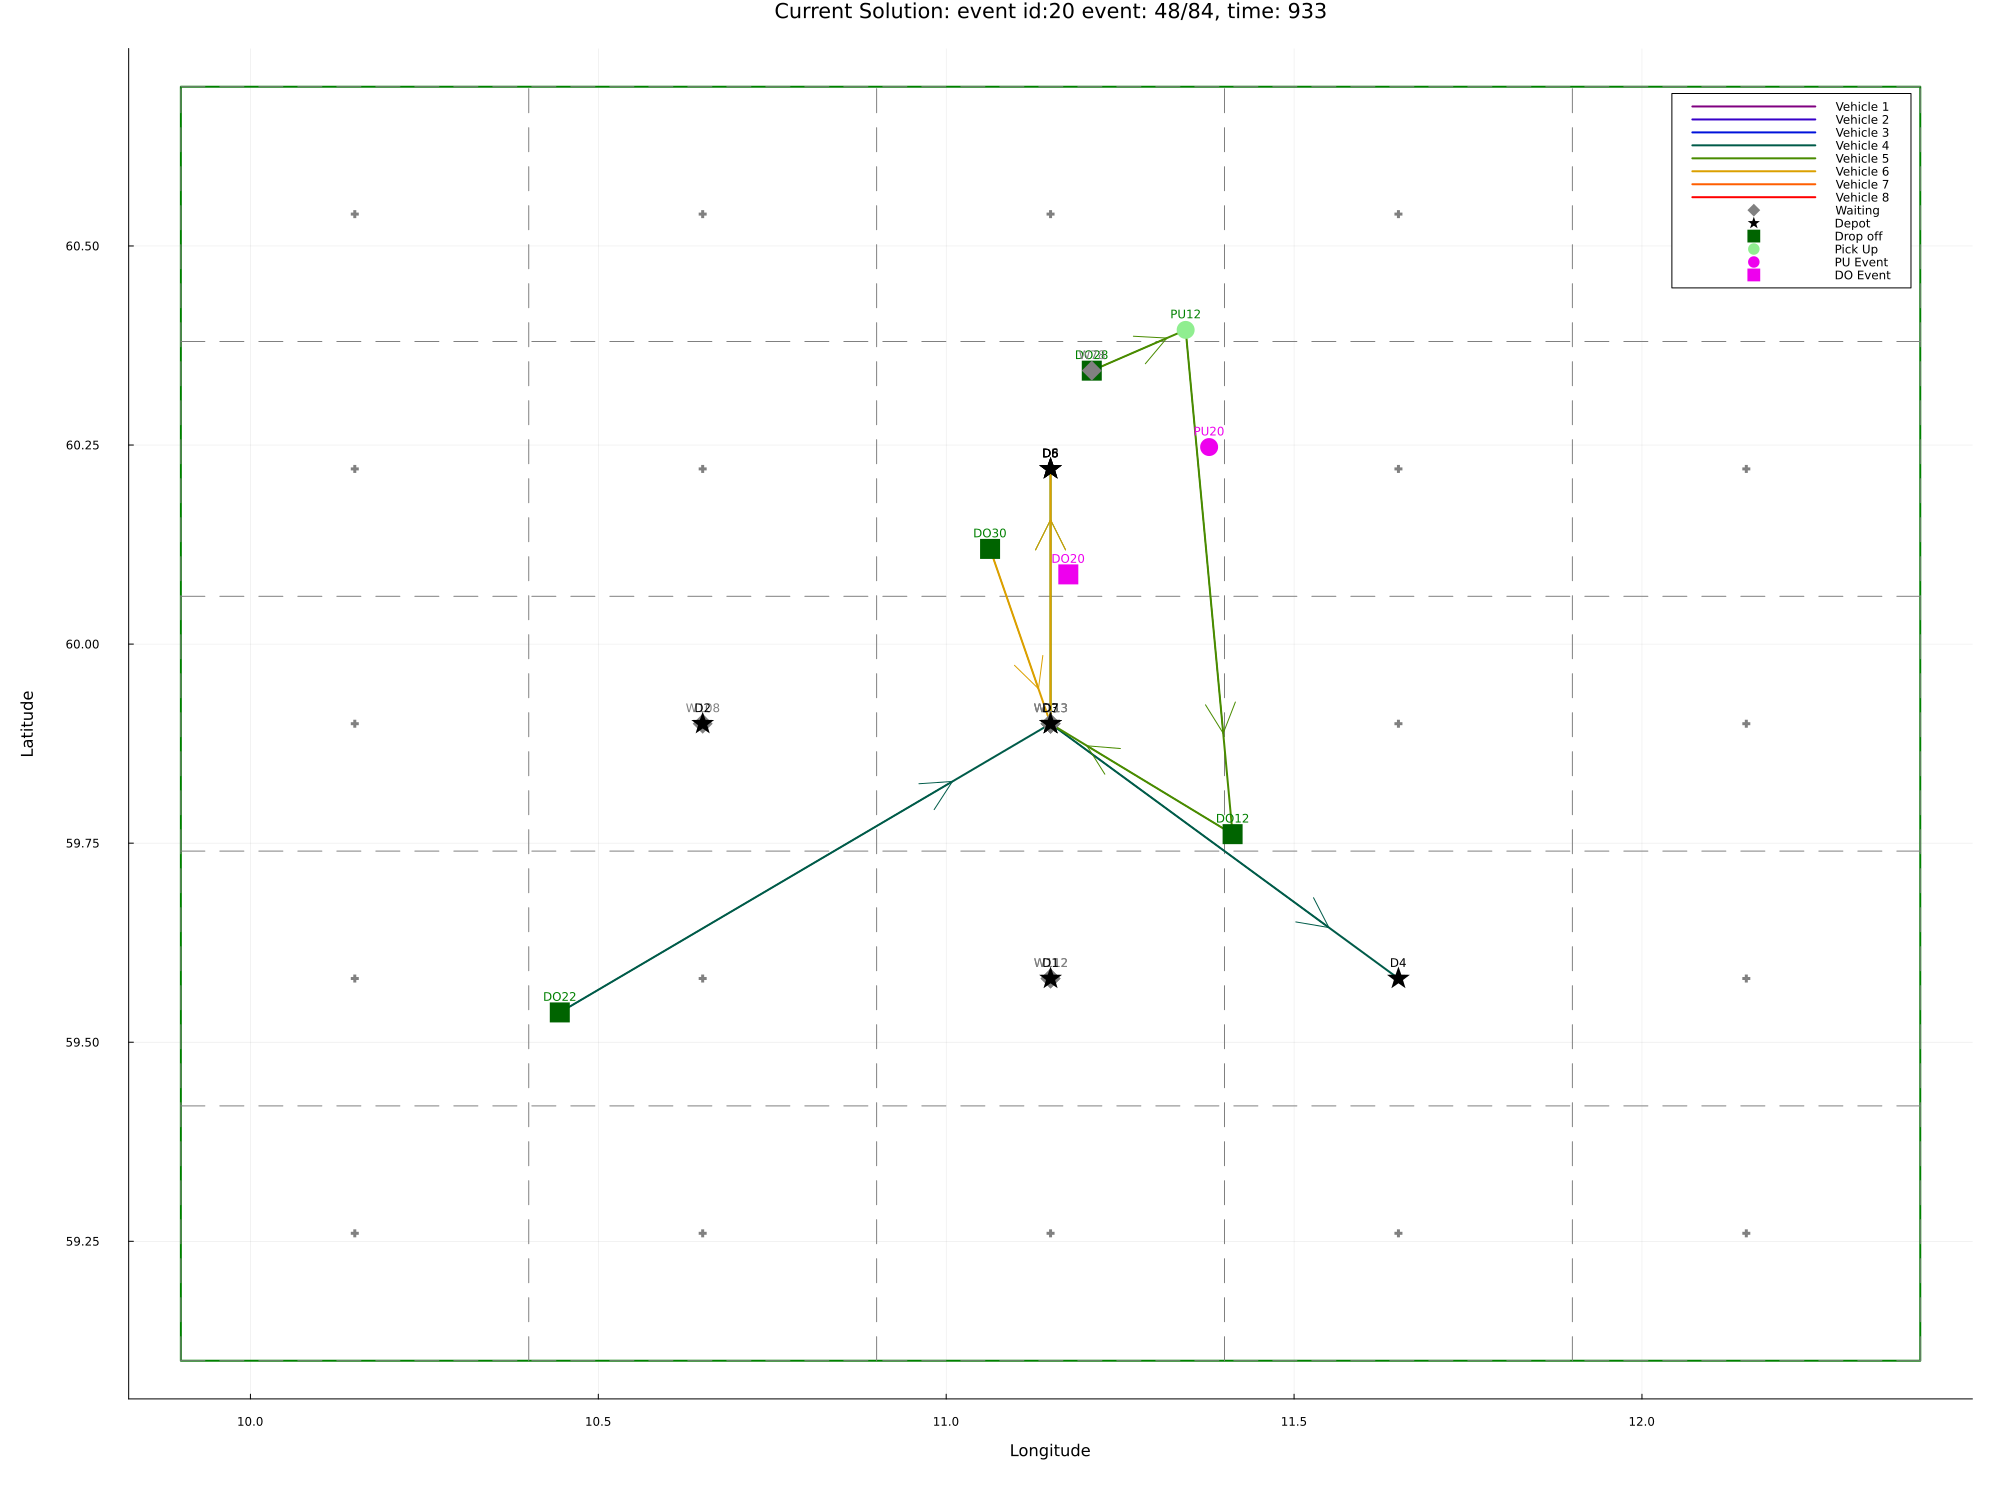 Current Solution: event id:20 event: 48/84, time: 933
Vehicle 1
Vehicle 2
Vehicle 3
Vehicle 4
Vehicle 5
Vehicle 6
Vehicle 7
Vehicle 8
Waiting
Depot
Drop off
Pick Up
PU Event
DO Event
60.50
PU12
DO28
60.25
PU20
DO30
DO20
60.00
D2
DO12
59.75
D1
D4
DO22
59.50
59.25
10.0
10.5
11.0
11.5
12.0
Longitude
Latitude